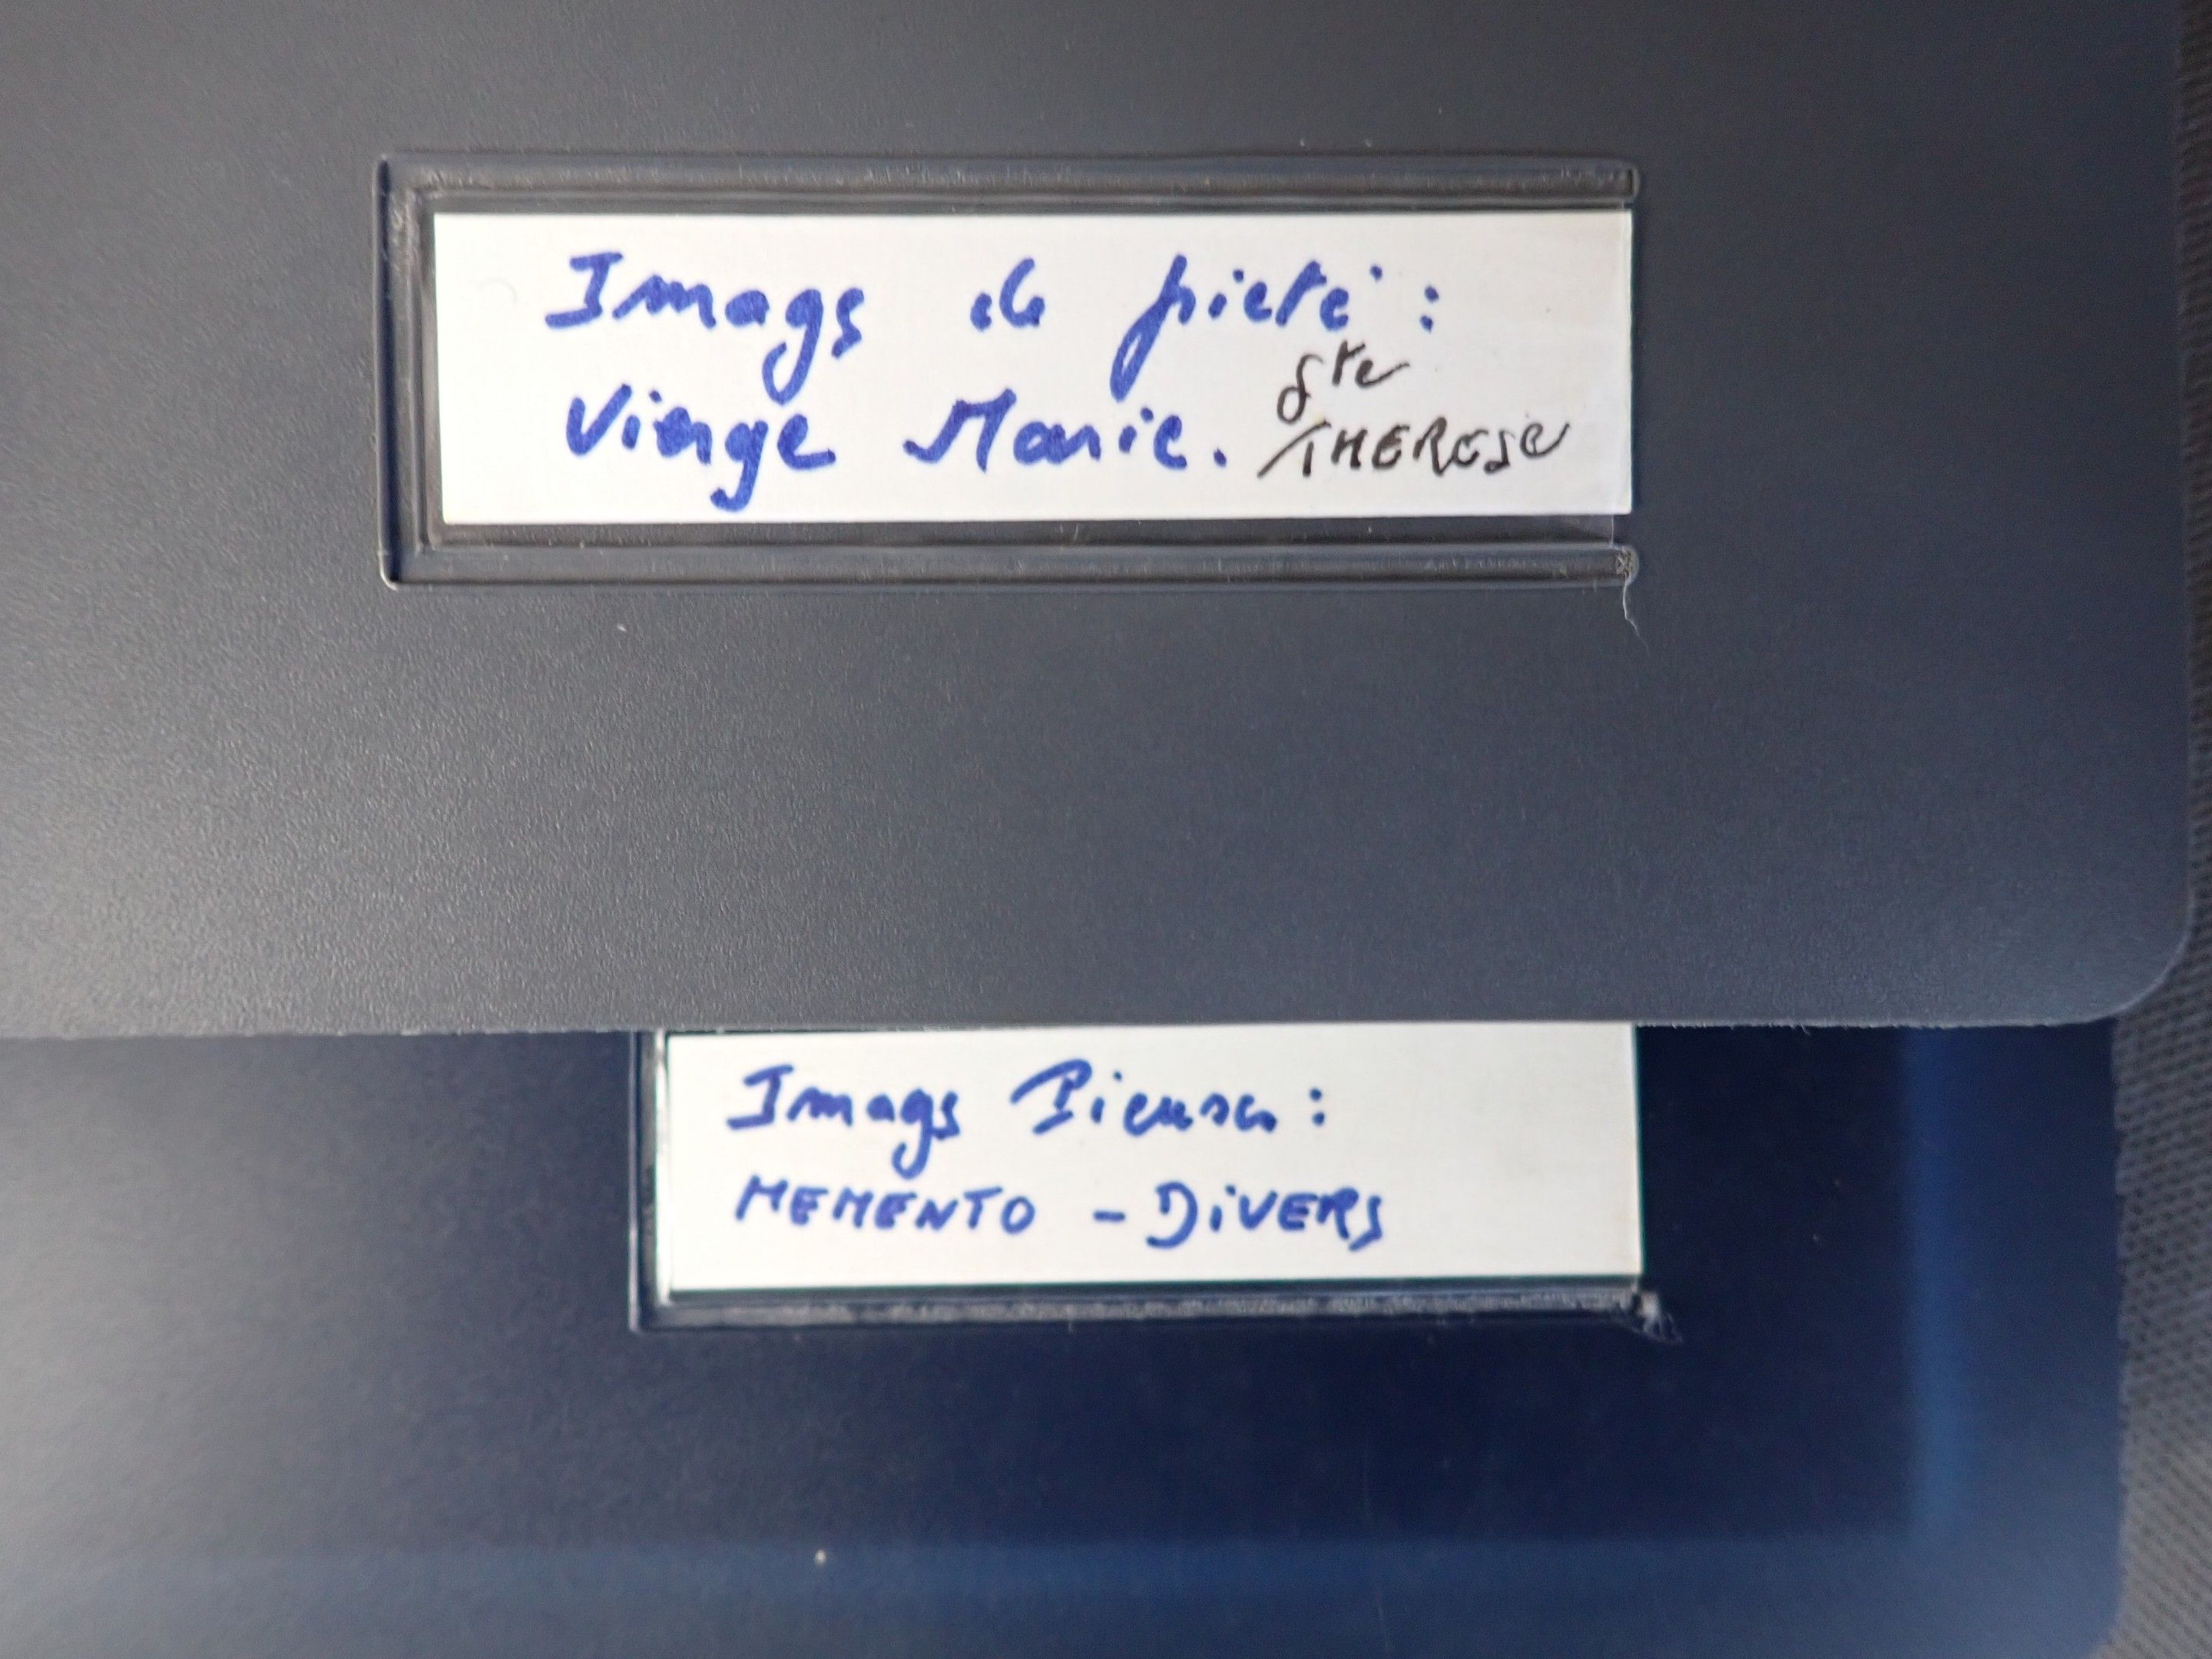 Images de piété :
Vierge Marie. / Ste THERESE
Images Pieuses :
MEMENTO - DIVERS